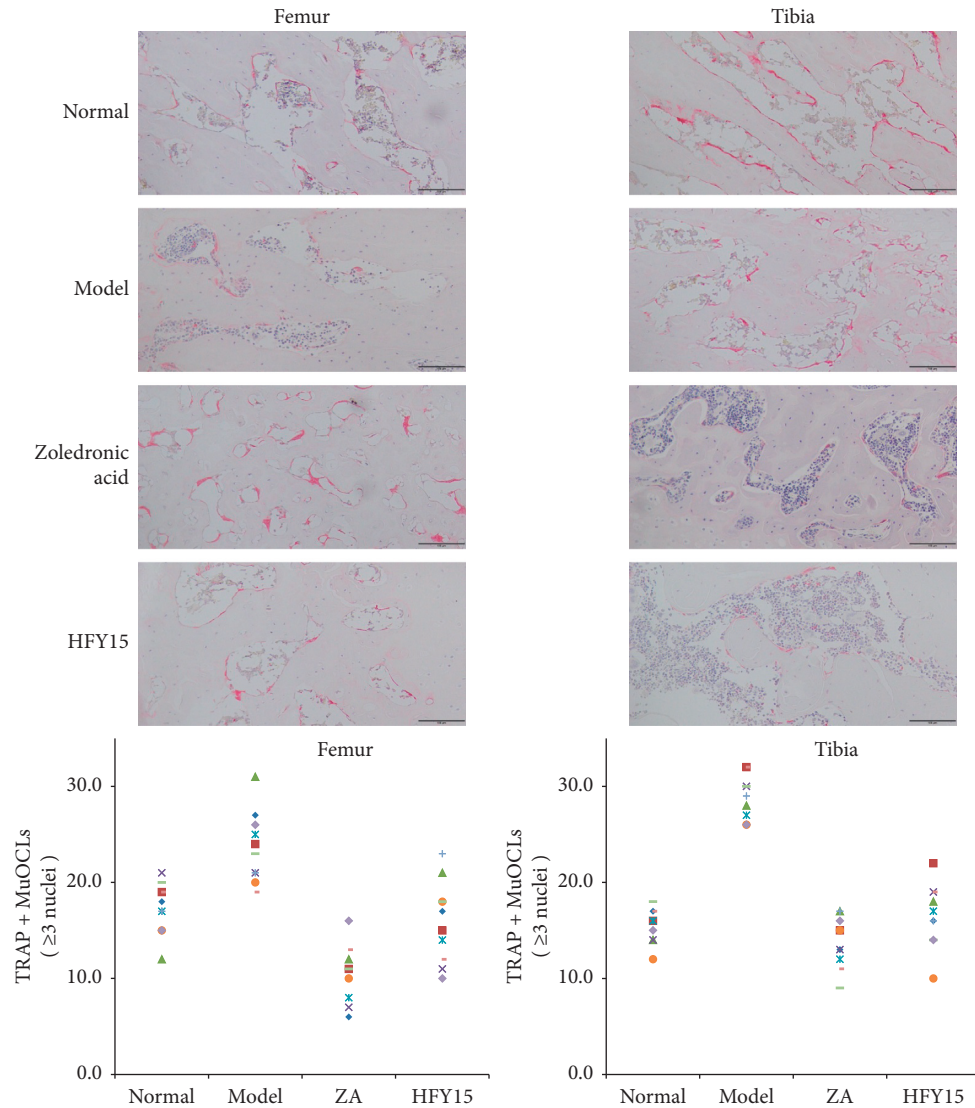 Femur
Tibia
Normal
Model
Zoledronic
acid
HFY15
Femur
TRAP + MuOCLs
( ≥3 nuclei )
30.0
20.0
10.0
0.0
Normal Model ZA HFY15
Tibia
TRAP + MuOCLs
( ≥3 nuclei )
30.0
20.0
10.0
0.0
Normal Model ZA HFY15